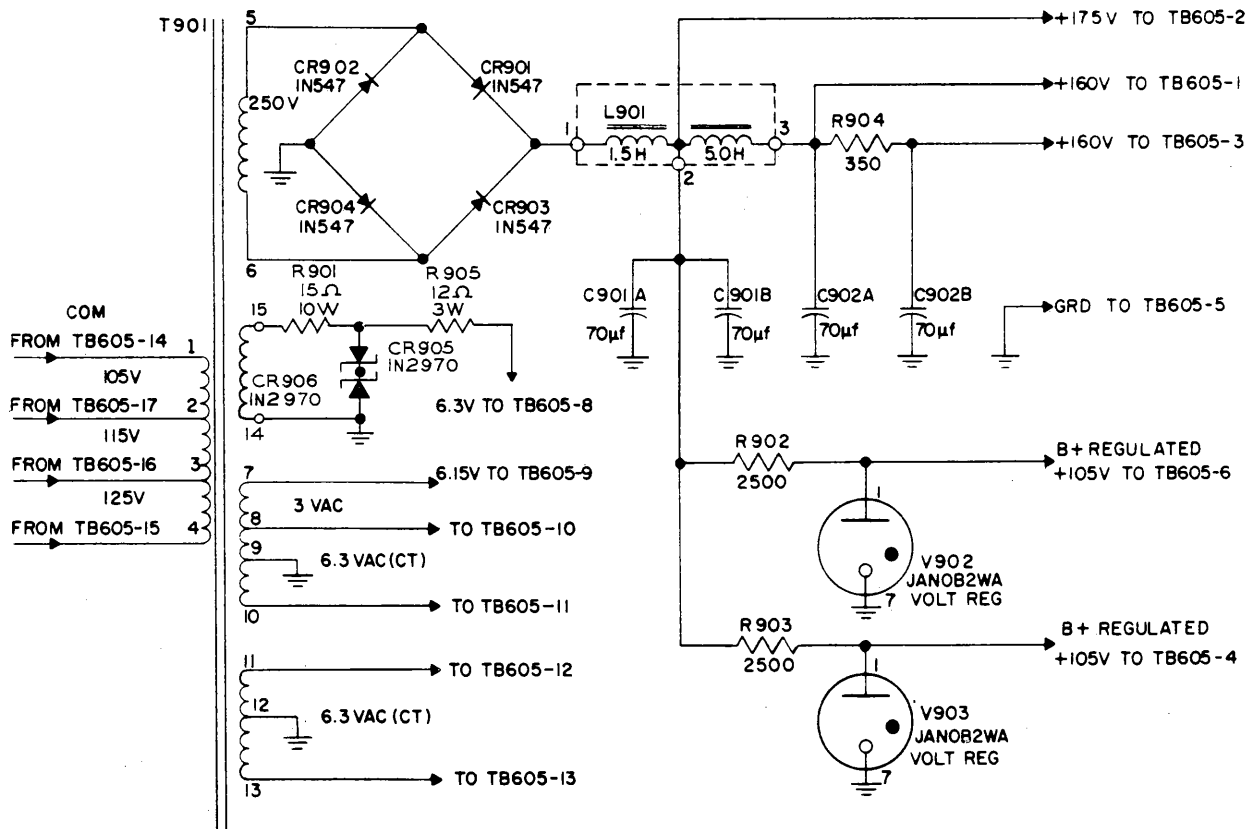 T901
5
CR902
IN547
CR901
IN547
250V
CR904
IN547
CR903
IN547
6
1
L901
1.5H
5.0H
2
3
R904
350
+175V TO TB605-2
+160V TO TB605-1
+160V TO TB605-3
C901A
70µf
C901B
70µf
C902A
70µf
C902B
70µf
GRD TO TB605-5
COM
FROM TB605-14
1
105V
FROM TB605-17
2
115V
FROM TB605-16
3
125V
FROM TB605-15
4
15
R901
15Ω
10W
R905
12Ω
3W
CR905
IN2970
CR906
IN2970
14
6.3V TO TB605-8
7
6.15V TO TB605-9
3 VAC
8
TO TB605-10
9
6.3 VAC (CT)
10
TO TB605-11
11
TO TB605-12
12
6.3 VAC (CT)
13
TO TB605-13
R902
2500
B+ REGULATED
+105V TO TB605-6
1
V902
JANOB2WA
VOLT REG
7
R903
2500
B+ REGULATED
+105V TO TB605-4
1
V903
JANOB2WA
VOLT REG
7